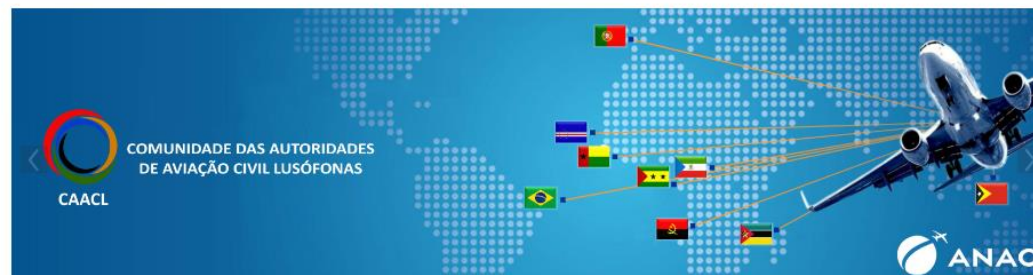 COMUNIDADE DAS AUTORIDADES
DE AVIAÇÃO CIVIL LUSÓFONAS
CAACL
ANAC